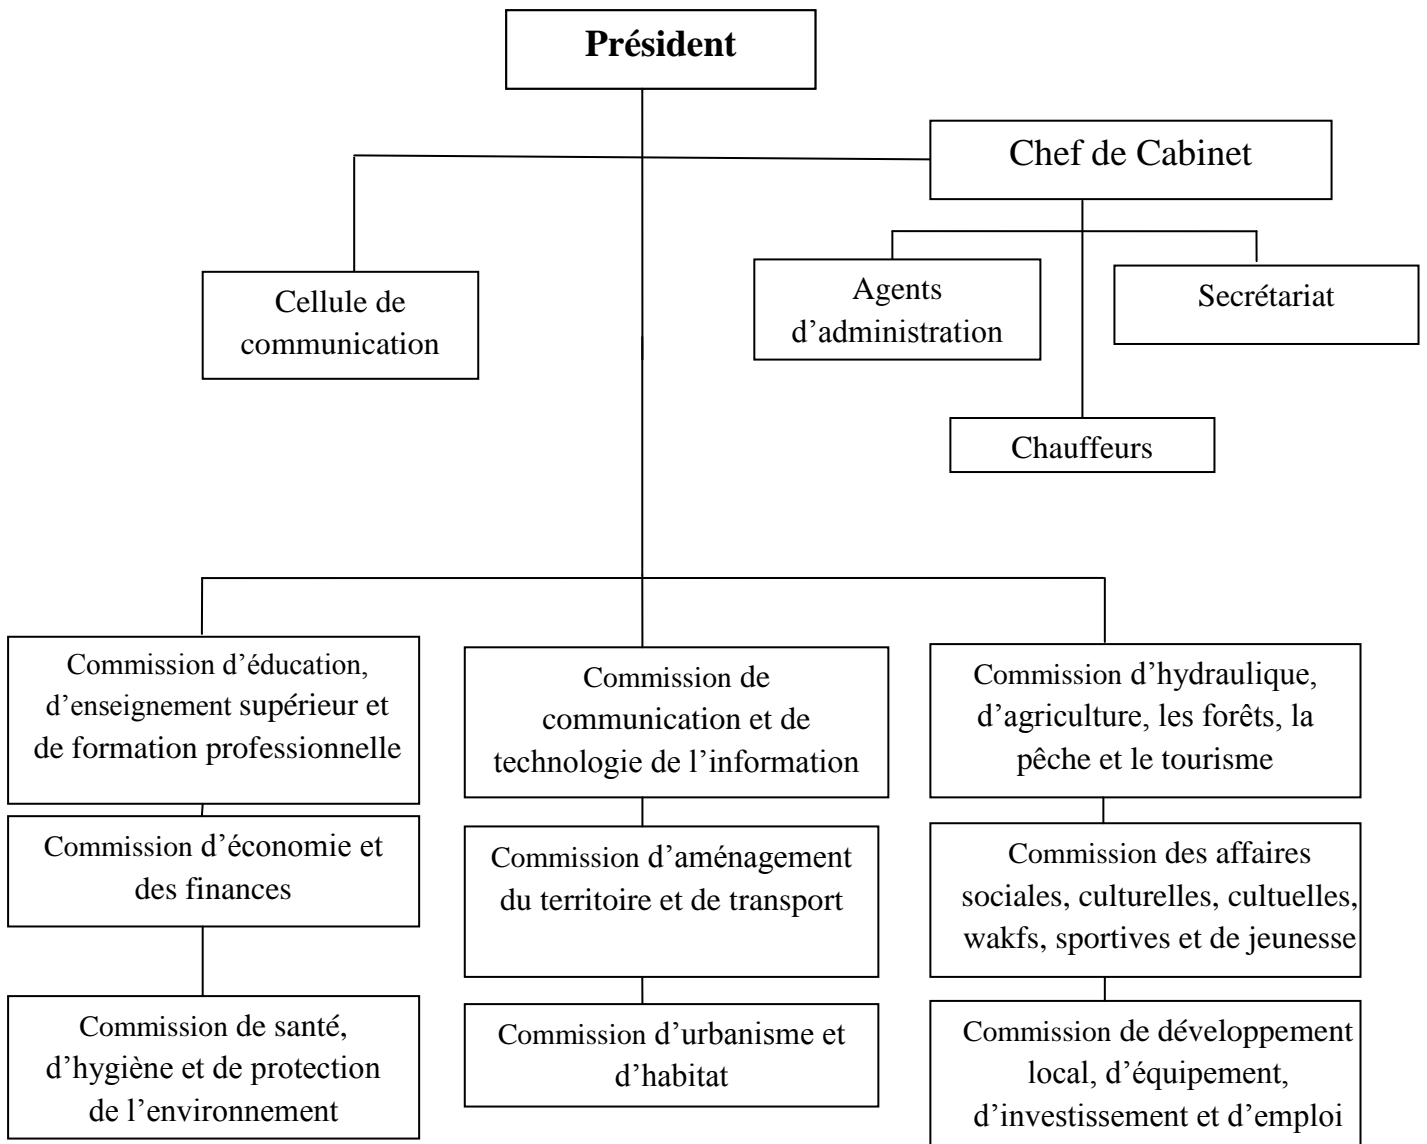 Président
Chef de Cabinet
Cellule de
communication
Agents
d’administration
Secrétariat
Chauffeurs
Commission d’éducation,
d’enseignement supérieur et
de formation professionnelle
Commission de
communication et de
technologie de l’information
Commission d’hydraulique,
d’agriculture, les forêts, la
pêche et le tourisme
Commission d’économie et
des finances
Commission d’aménagement
du territoire et de transport
Commission des affaires
sociales, culturelles, cultuelles,
wakfs, sportives et de jeunesse
Commission de santé,
d’hygiène et de protection
de l’environnement
Commission d’urbanisme et
d’habitat
Commission de développement
local, d’équipement,
d’investissement et d’emploi